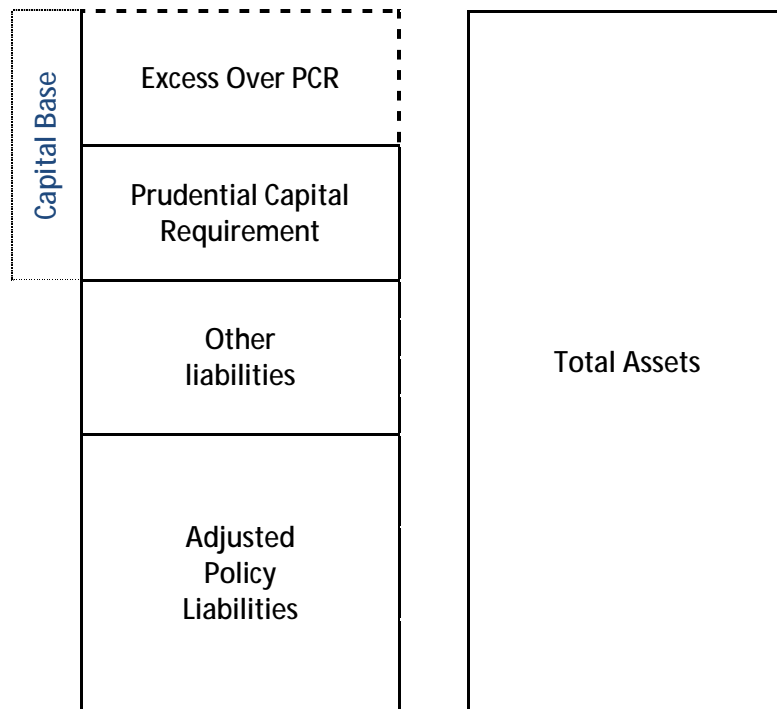 Capital Base
Excess Over PCR
Prudential Capital
Requirement
Other
liabilities
Adjusted
Policy
Liabilities
Total Assets